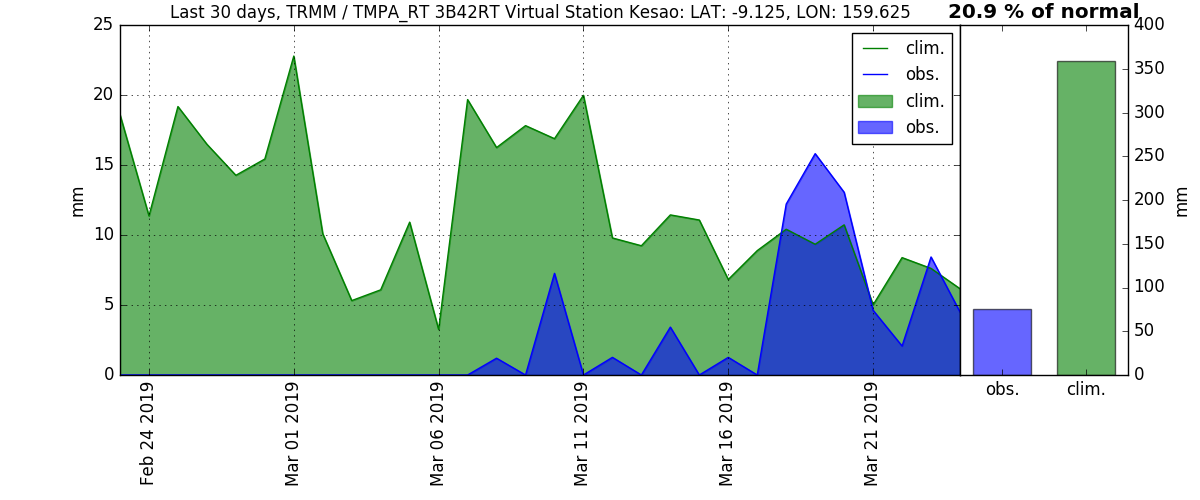 Last 30 days, TRMM / TMPA_RT 3B42RT Virtual Station Kesao: LAT: -9.125, LON: 159.625
20.9 % of normal
25
20
15
10
5
0
mm
clim.
obs.
clim.
obs.
Feb 24 2019
Mar 01 2019
Mar 06 2019
Mar 11 2019
Mar 16 2019
Mar 21 2019
400
350
300
250
200
150
100
50
0
mm
obs.
clim.